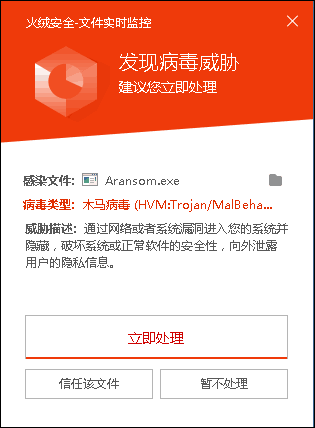 火绒安全-文件实时监控
发现病毒威胁
建议您立即处理
感染文件: Aransom.exe
病毒类型: 木马病毒 (HVM:Trojan/MalBeha...
威胁描述: 通过网络或者系统漏洞进入您的系统并
隐藏，破坏系统或正常软件的安全性，向外泄露
用户的隐私信息。
立即处理
信任该文件
暂不处理